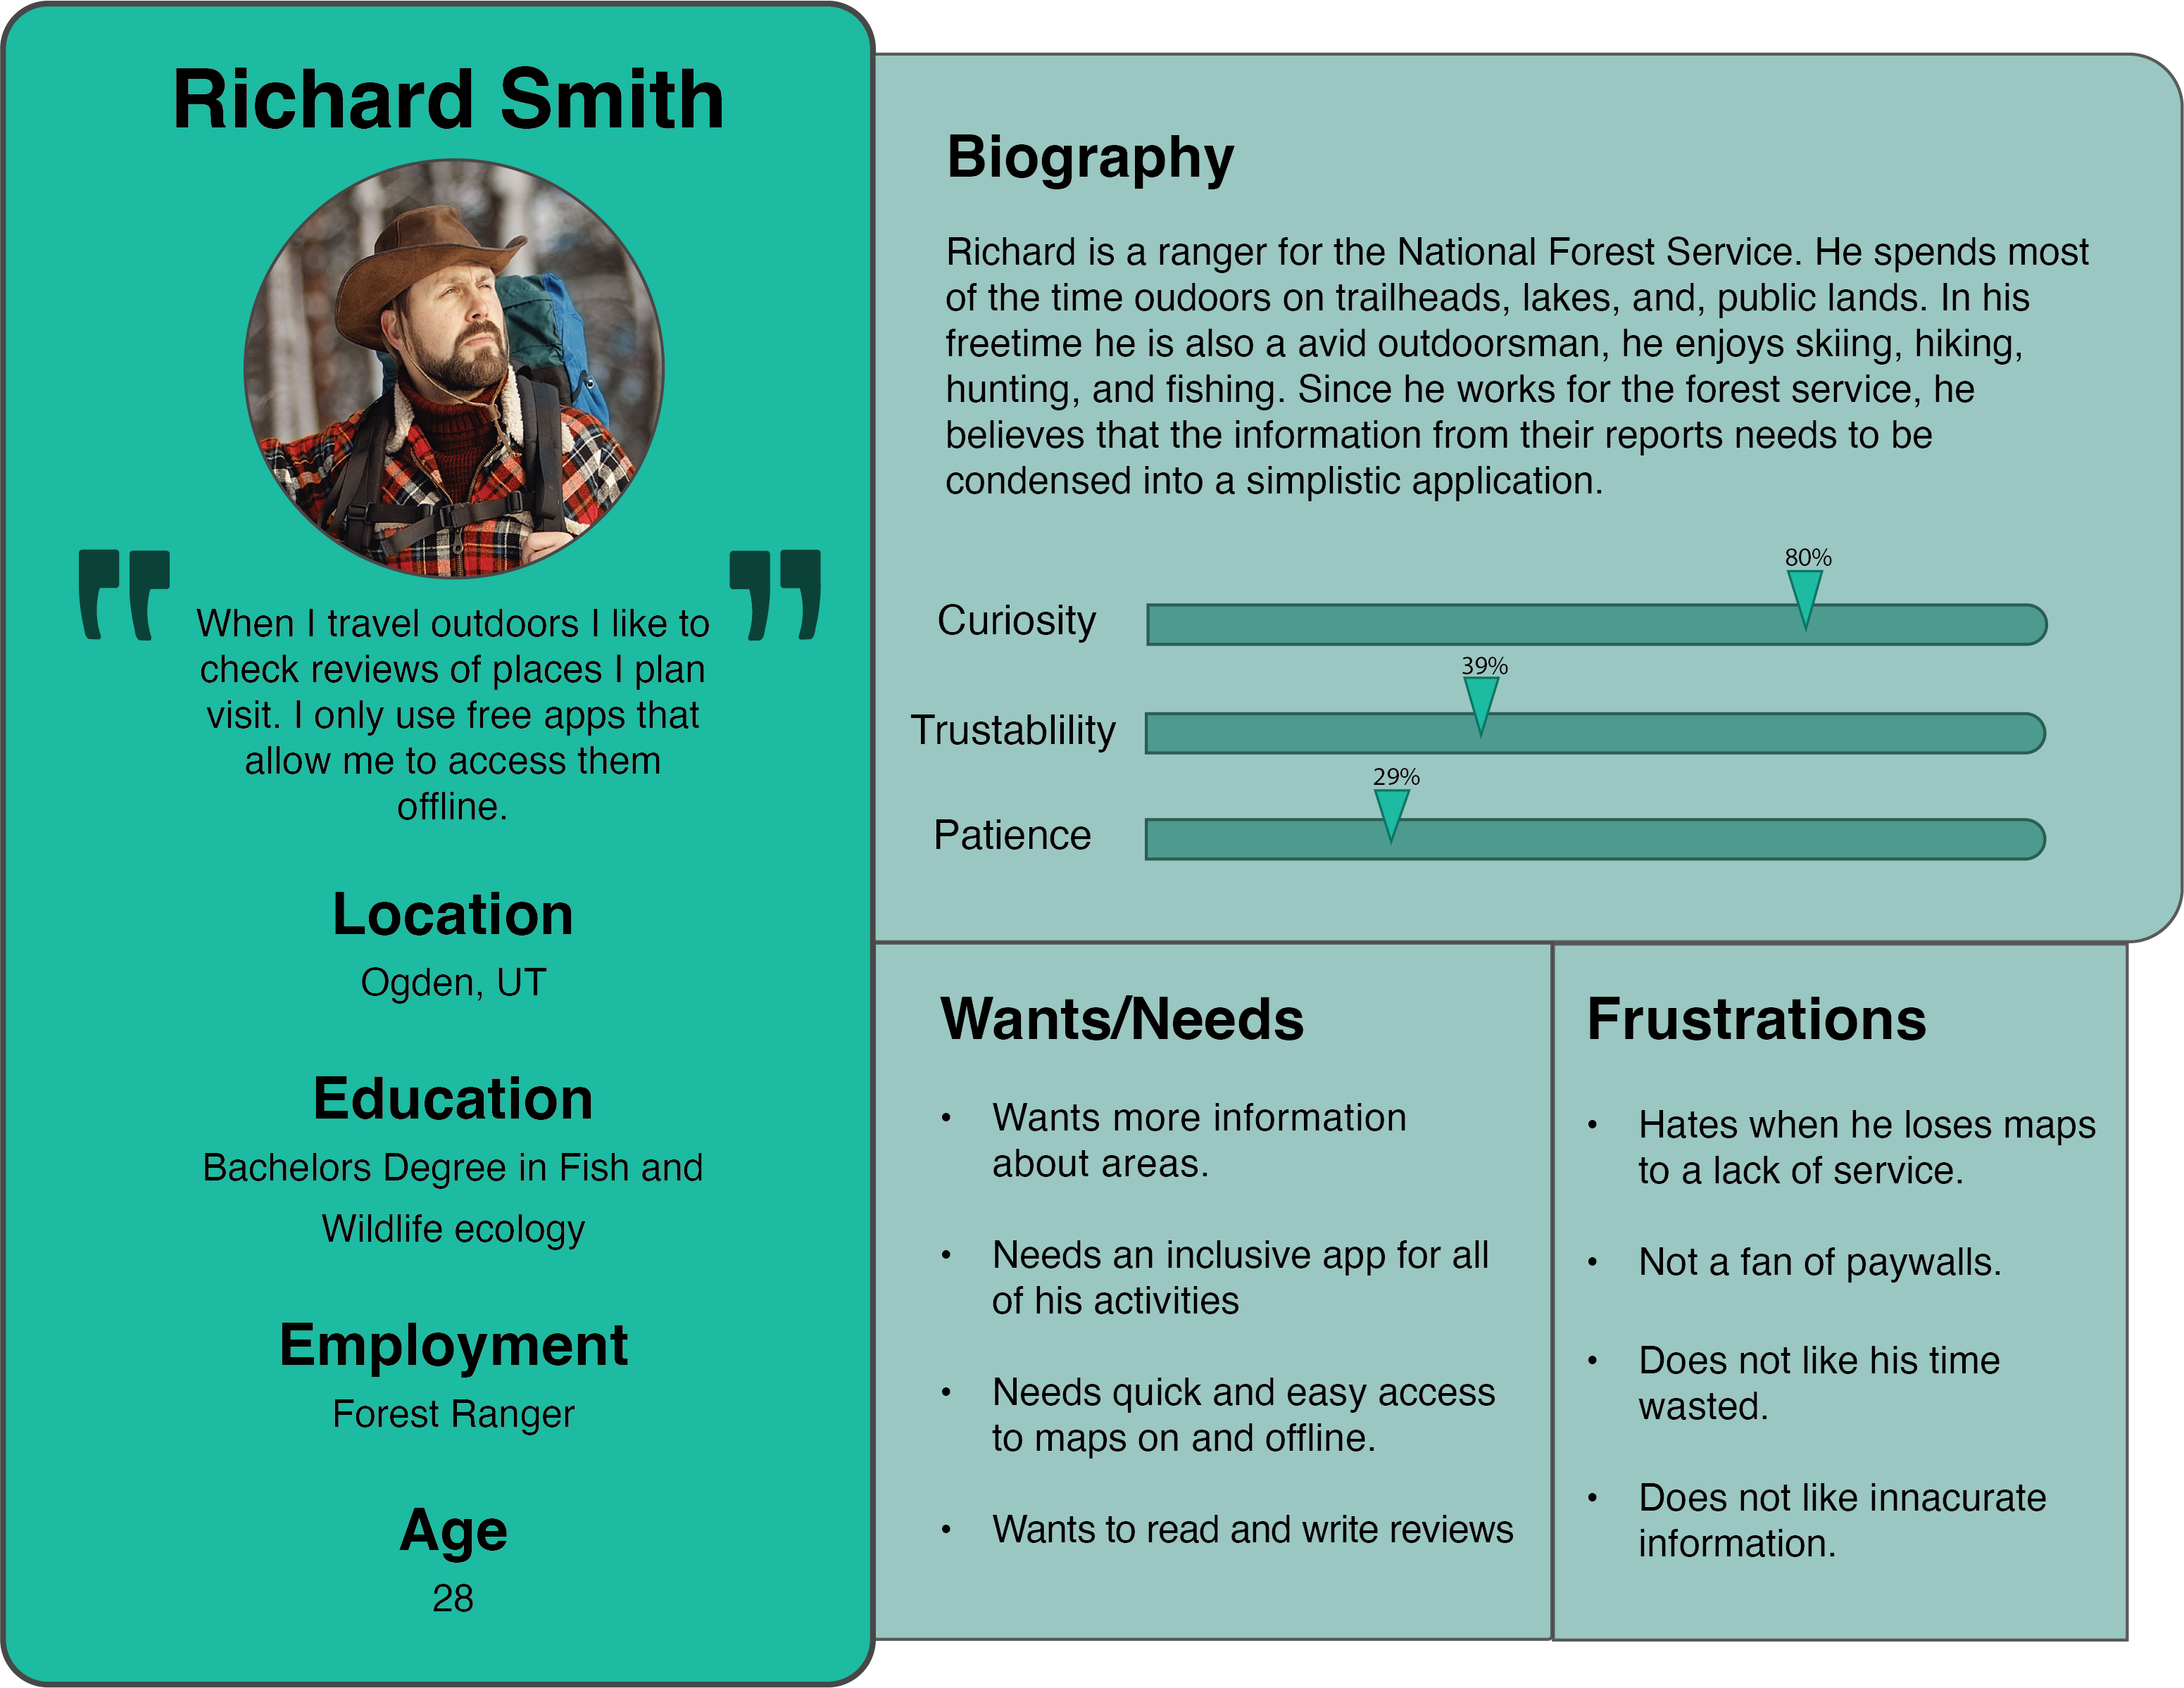 Richard Smith
When I travel outdoors I like to
check reviews of places I plan
visit. I only use free apps that
allow me to access them
offline.
Location
Ogden, UT
Education
Bachelors Degree in Fish and
Wildlife ecology
Employment
Forest Ranger
Age
28
Biography
Richard is a ranger for the National Forest Service. He spends most
of the time oudoors on trailheads, lakes, and, public lands. In his
freetime he is also a avid outdoorsman, he enjoys skiing, hiking,
hunting, and fishing. Since he works for the forest service, he
believes that the information from their reports needs to be
condensed into a simplistic application.
80%
Curiosity
39%
Trustablility
29%
Patience
Wants/Needs
• Wants more information
about areas.
• Needs an inclusive app for all
of his activities
• Needs quick and easy access
to maps on and offline.
• Wants to read and write reviews
Frustrations
• Hates when he loses maps
to a lack of service.
• Not a fan of paywalls.
• Does not like his time
wasted.
• Does not like innacurate
information.